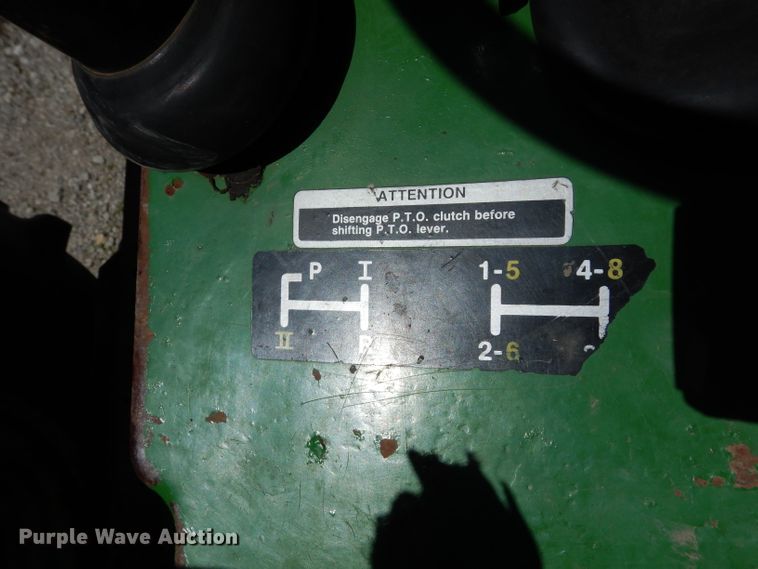 ATTENTION
Disengage P.T.O. clutch before
shifting P.T.O. lever.
P I 1-5 4-8
II 2-6
Purple Wave Auction